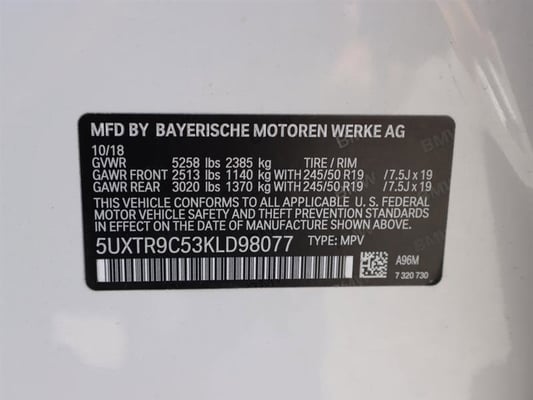 MFD BY BAYERISCHE MOTOREN WERKE AG
10/18
GVWR 5258 lbs 2385 kg TIRE / RIM
GAWR FRONT 2513 lbs 1140 kg WITH 245/50 R19 /7.5J x 19
GAWR REAR 3020 lbs 1370 kg WITH 245/50 R19 /7.5J x 19
THIS VEHICLE CONFORMS TO ALL APPLICABLE U. S. FEDERAL
MOTOR VEHICLE SAFETY STANDARDS IN EFFECT ON THE
DATE OF MANUFACTURE SHOWN ABOVE.
5UXTR9C53KLD98077 TYPE: MPV
A96M
7 320 730
BMW
BMW